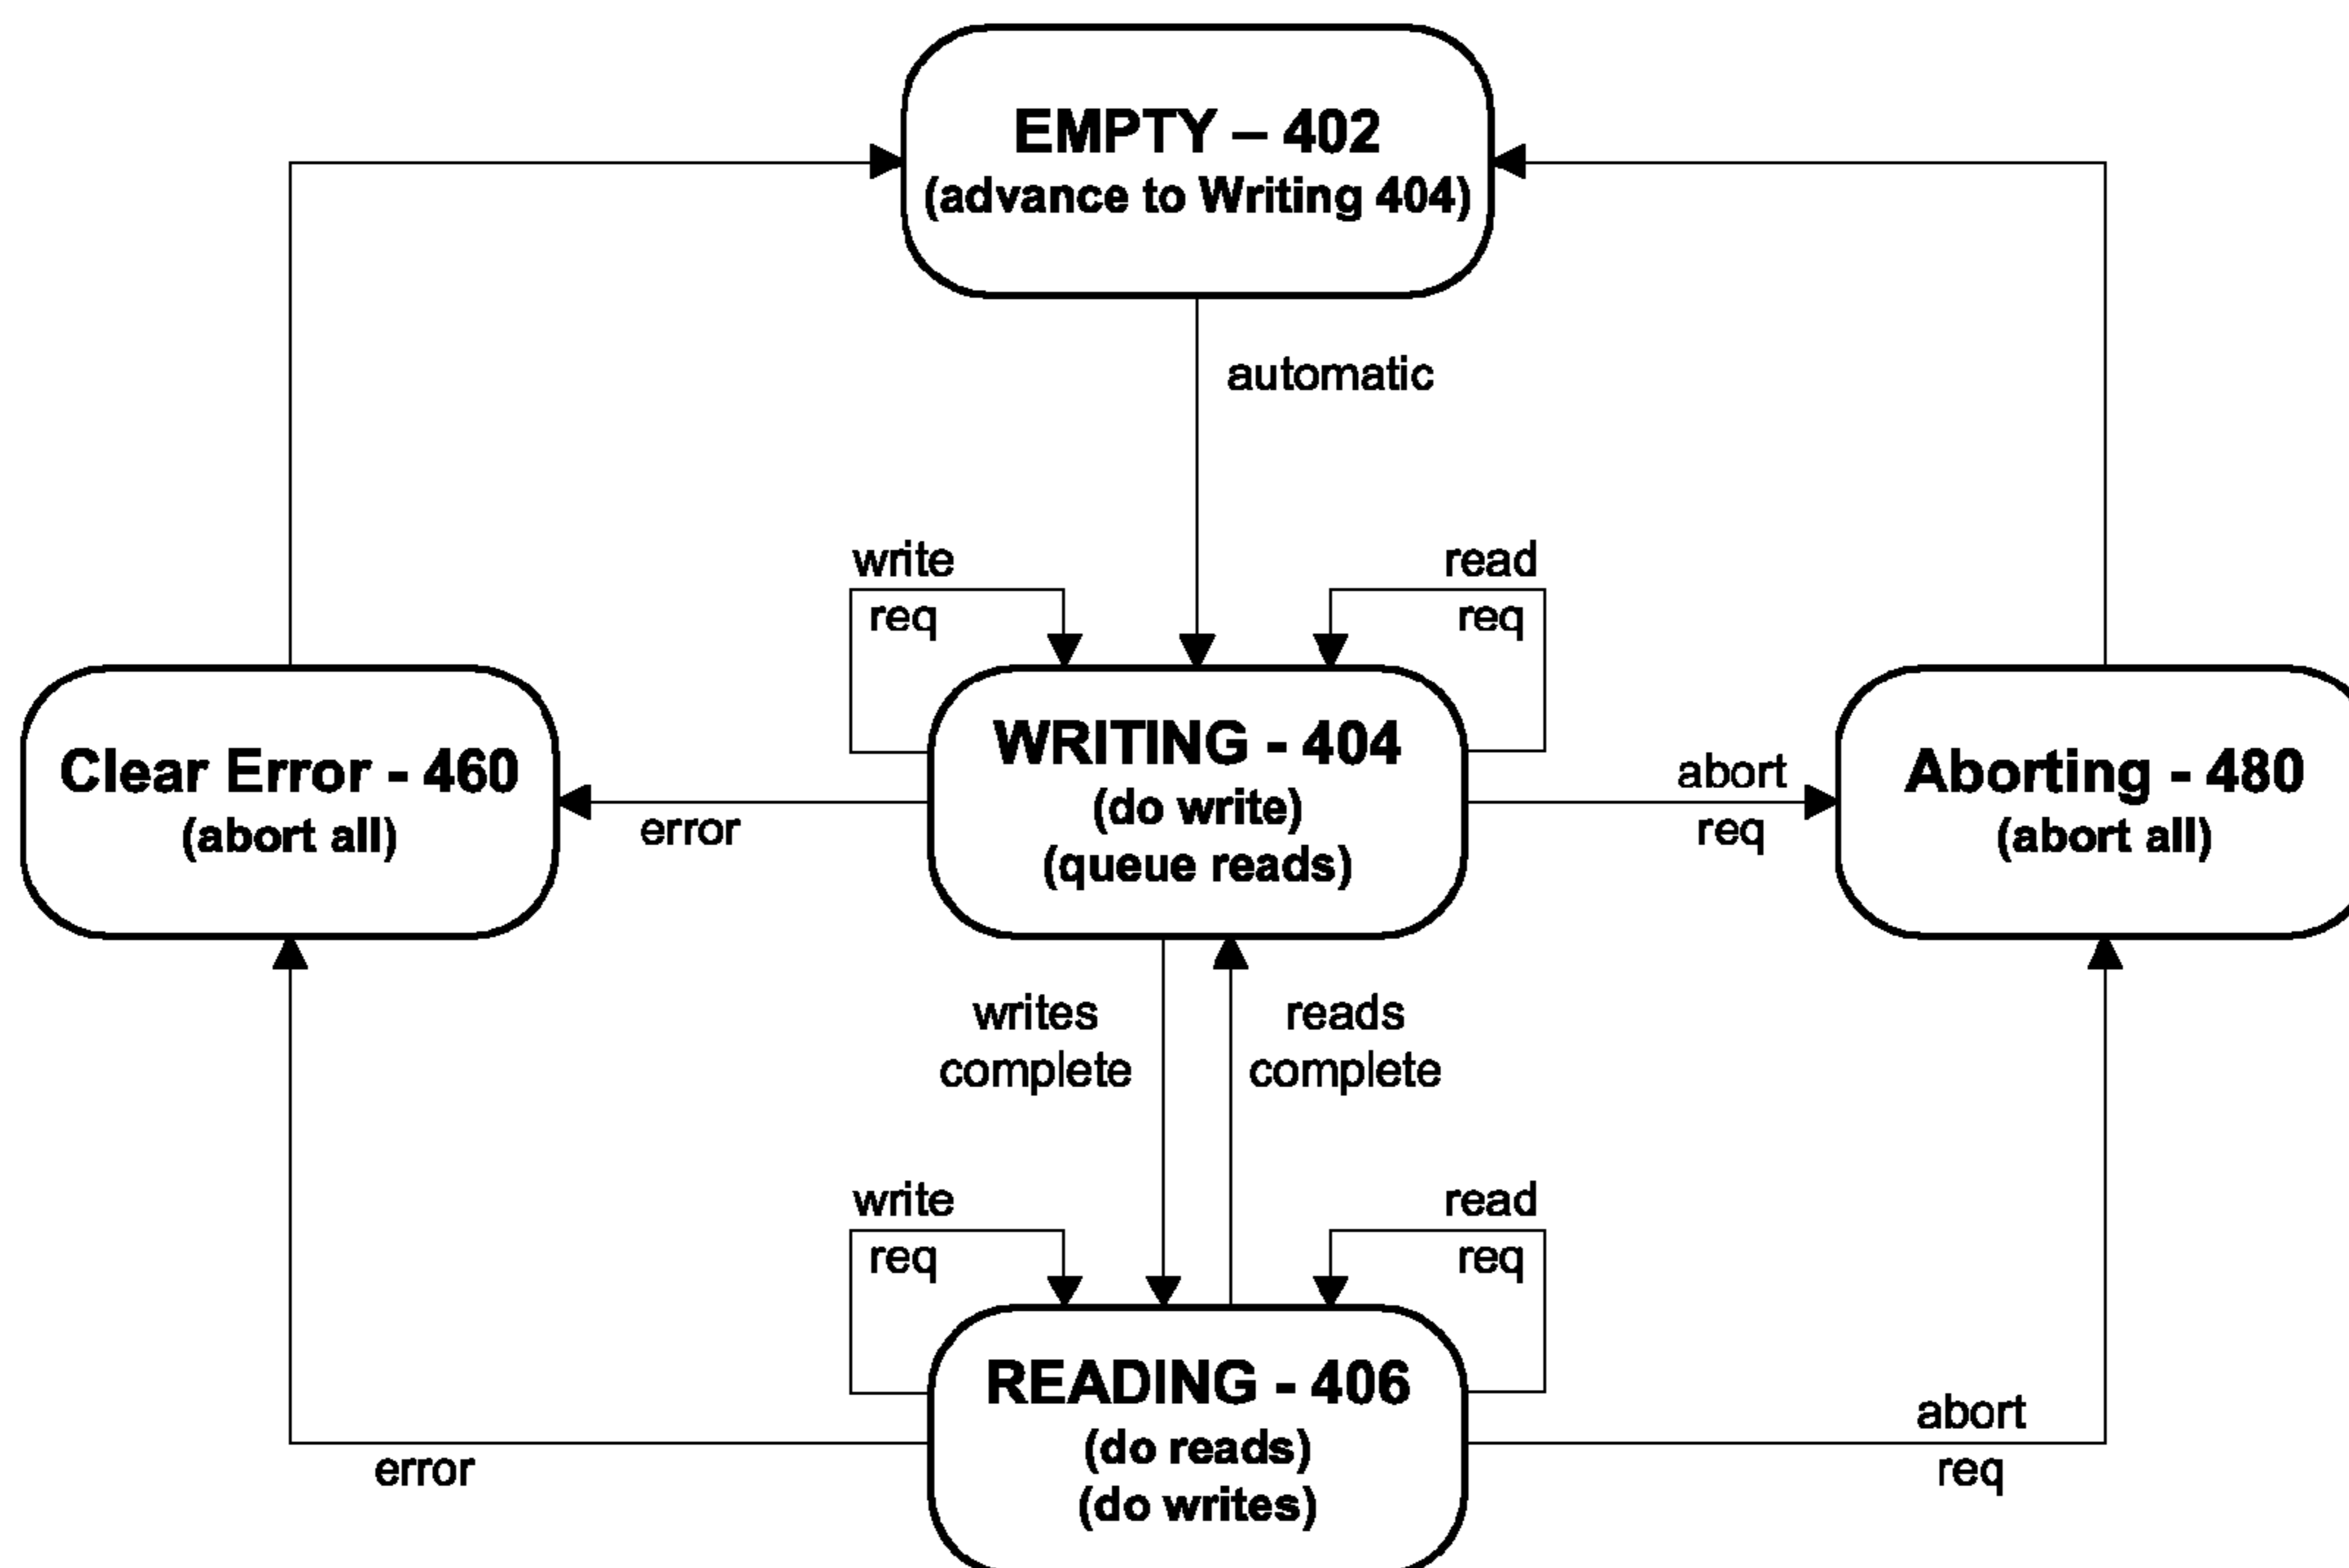 EMPTY – 402
(advance to Writing 404)
automatic
write
req
read
req
Clear Error - 460
(abort all)
error
WRITING - 404
(do write)
(queue reads)
abort
req
Aborting - 480
(abort all)
writes
complete
reads
complete
write
req
read
req
error
READING - 406
(do reads)
(do writes)
abort
req